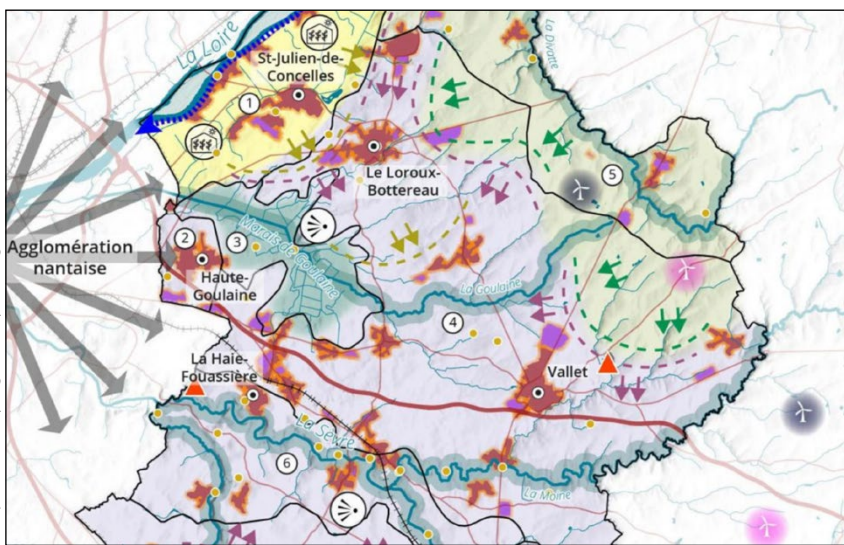 La Loire
La Divatte
St-Julien-de-
Concelles
1
Le Loroux-
Bottereau
5
Agglomération
nantaise
2
3
Marais de Goulaine
Haute-
Goulaine
La Goulaine
4
La Haie-
Fouassière
Vallet
La Sèvre
6
La Moine